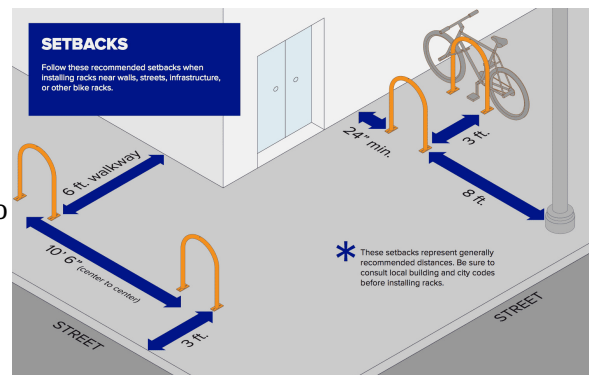 SETBACKS
Follow these recommended setbacks when
installing racks near walls, streets, infrastructure,
or other bike racks.
24" min.
3 ft.
6 ft. walkway
8 ft.
10' 6" (center to center)
* These setbacks represent generally
recommended distances. Be sure to
consult local building and city codes
before installing racks.
STREET
STREET
3 ft.